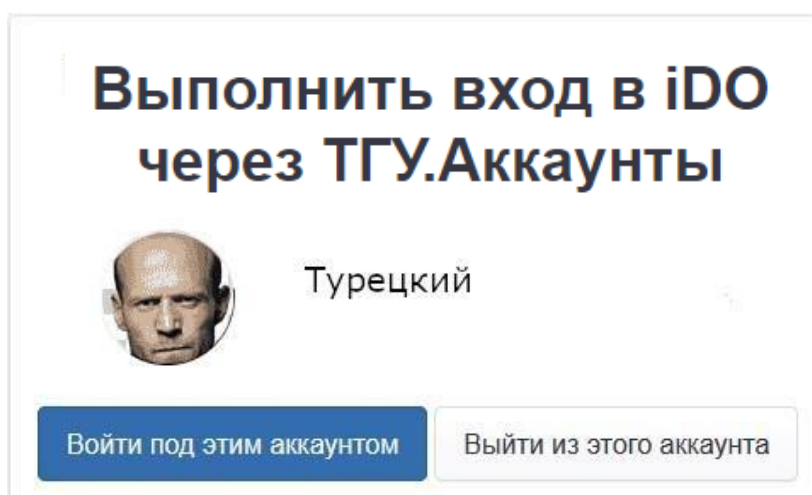 Выполнить вход в iDO
через ТГУ.Аккаунты
Турецкий
Войти под этим аккаунтом
Выйти из этого аккаунта